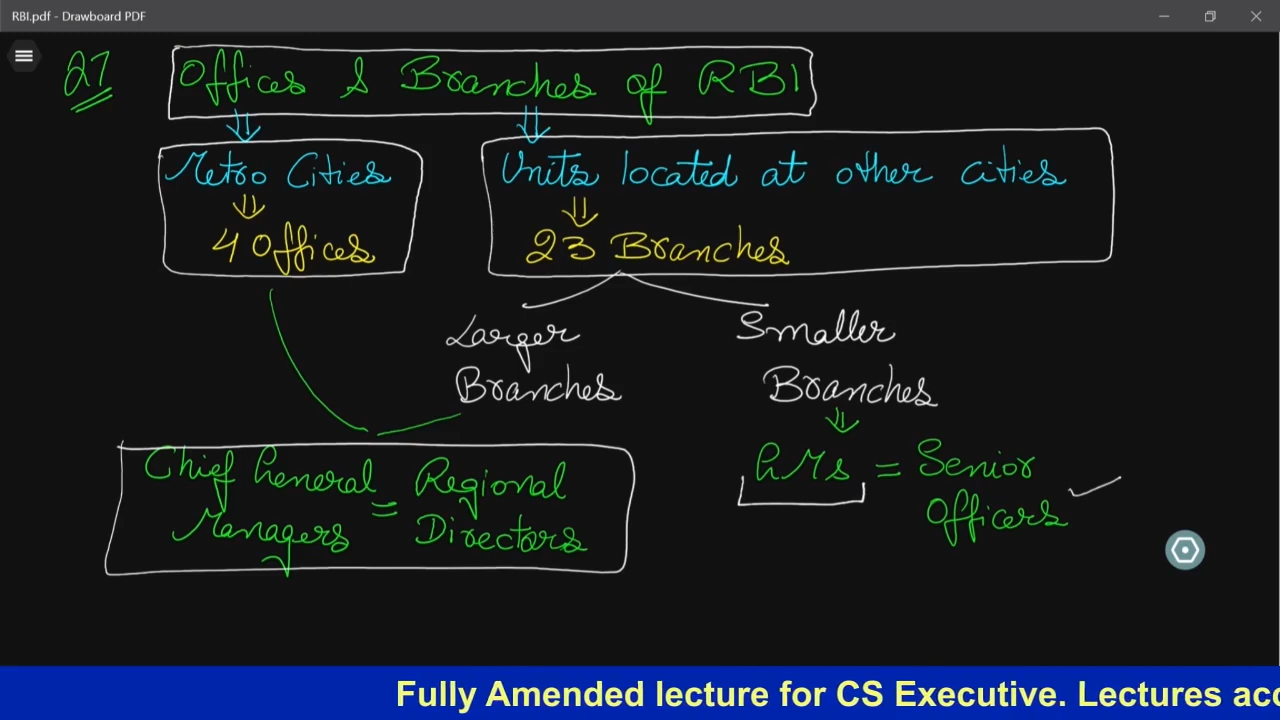 RBI.pdf - Drawboard PDF
27 Offices & Branches of RBI
Metro Cities
4 Offices
Units located at other cities
23 Branches
Larger
Branches
Smaller
Branches
Chief General
Managers
= Regional
Directors
GMs = Senior
Officers
Fully Amended lecture for CS Executive. Lectures acc